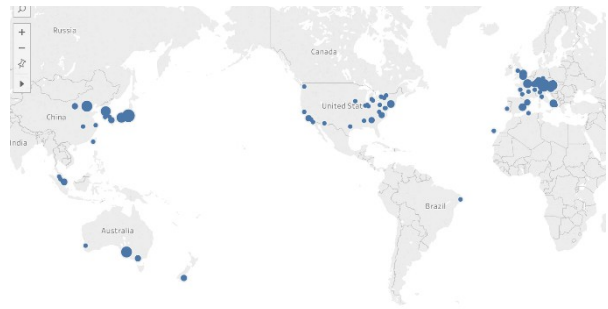 Russia
Canada
China
United Stat
India
Brazil
Australia